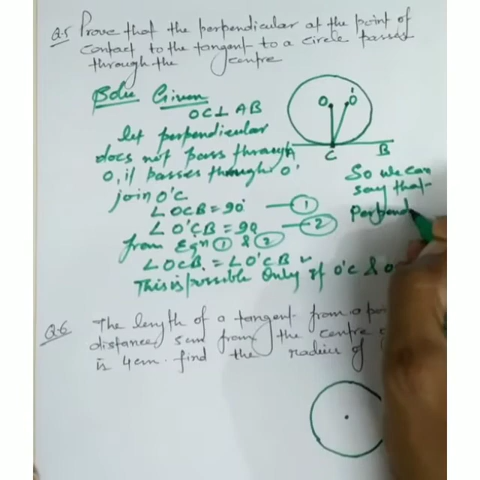 Q.5 Prove that the perpendicular at the point of
contact to the tangent to a circle passes
through the centre
Solu Given
OC⊥ AB
let perpendicular
does not pass through
O, it passes through O'
join O'C
∠OCB = 90° — 1
∠O'CB = 90 — 2
from Eqn 1 & 2
∠OCB = ∠O'CB
This is possible Only if O'C & O
O O'
A C B
So we can
say that
Perpend
Q.6 The length of a tangent from a po
distance 5cm from the centre
is 4cm. find the radius of